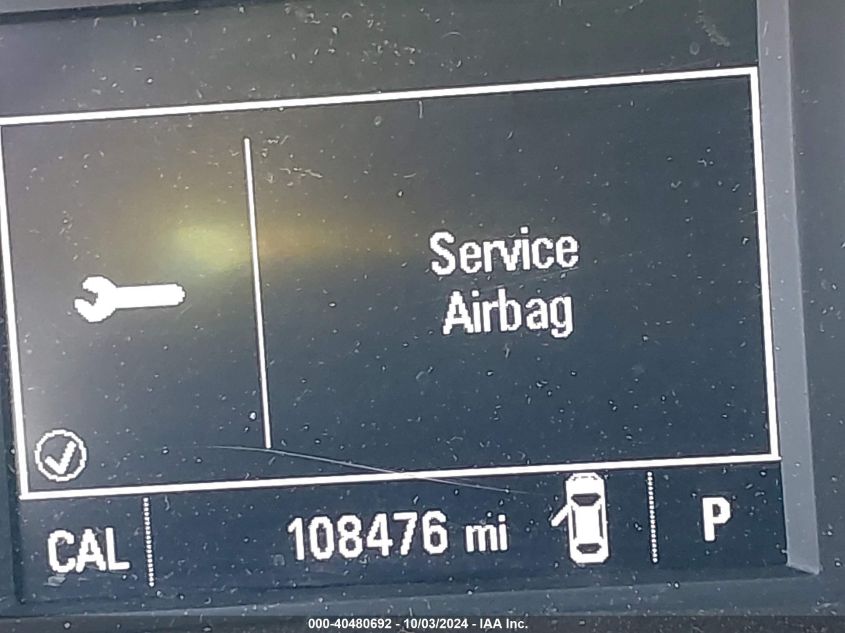 Service
Airbag
CAL 108476 mi P
000-40480692 - 10/03/2024 - IAA Inc.